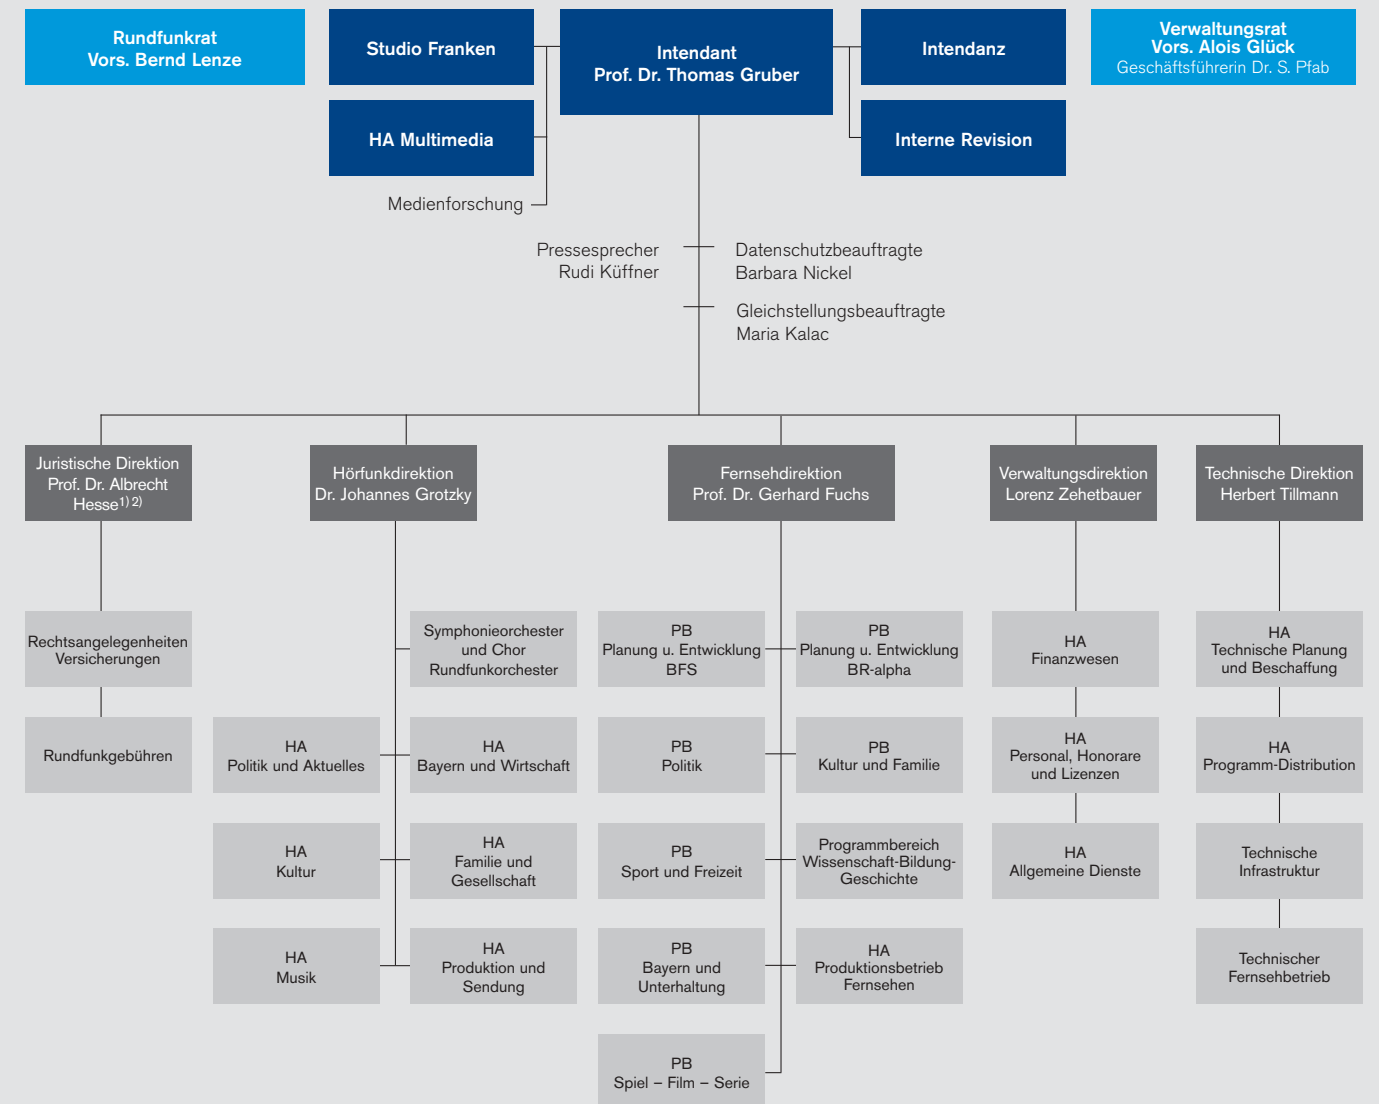 Rundfunkrat
Vors. Bernd Lenze
Studio Franken
Intendant
Prof. Dr. Thomas Gruber
Intendanz
Verwaltungsrat
Vors. Alois Glück
Geschäftsführerin Dr. S. Pfab
HA Multimedia
Interne Revision
Medienforschung
Pressesprecher
Rudi Küffner
Datenschutzbeauftragte
Barbara Nickel
Gleichstellungsbeauftragte
Maria Kalac
Juristische Direktion
Prof. Dr. Albrecht
Hesse1) 2)
Hörfunkdirektion
Dr. Johannes Grotzky
Fernsehdirektion
Prof. Dr. Gerhard Fuchs
Verwaltungsdirektion
Lorenz Zehetbauer
Technische Direktion
Herbert Tillmann
Rechtsangelegenheiten
Versicherungen
Symphonieorchester
und Chor
Rundfunkorchester
PB
Planung u. Entwicklung
BFS
PB
Planung u. Entwicklung
BR-alpha
HA
Finanzwesen
HA
Technische Planung
und Beschaffung
Rundfunkgebühren
HA
Politik und Aktuelles
HA
Bayern und Wirtschaft
PB
Politik
PB
Kultur und Familie
HA
Personal, Honorare
und Lizenzen
HA
Programm-Distribution
HA
Kultur
HA
Familie und
Gesellschaft
PB
Sport und Freizeit
Programmbereich
Wissenschaft-Bildung-
Geschichte
HA
Allgemeine Dienste
Technische
Infrastruktur
HA
Musik
HA
Produktion und
Sendung
PB
Bayern und
Unterhaltung
HA
Produktionsbetrieb
Fernsehen
Technischer
Fernsehbetrieb
PB
Spiel – Film – Serie